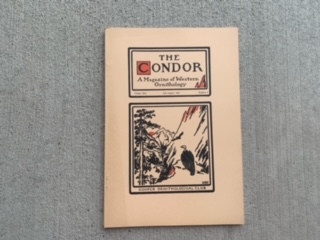 THE
CONDOR
A Magazine of Western
Ornithology
COOPER ORNITHOLOGICAL CLUB